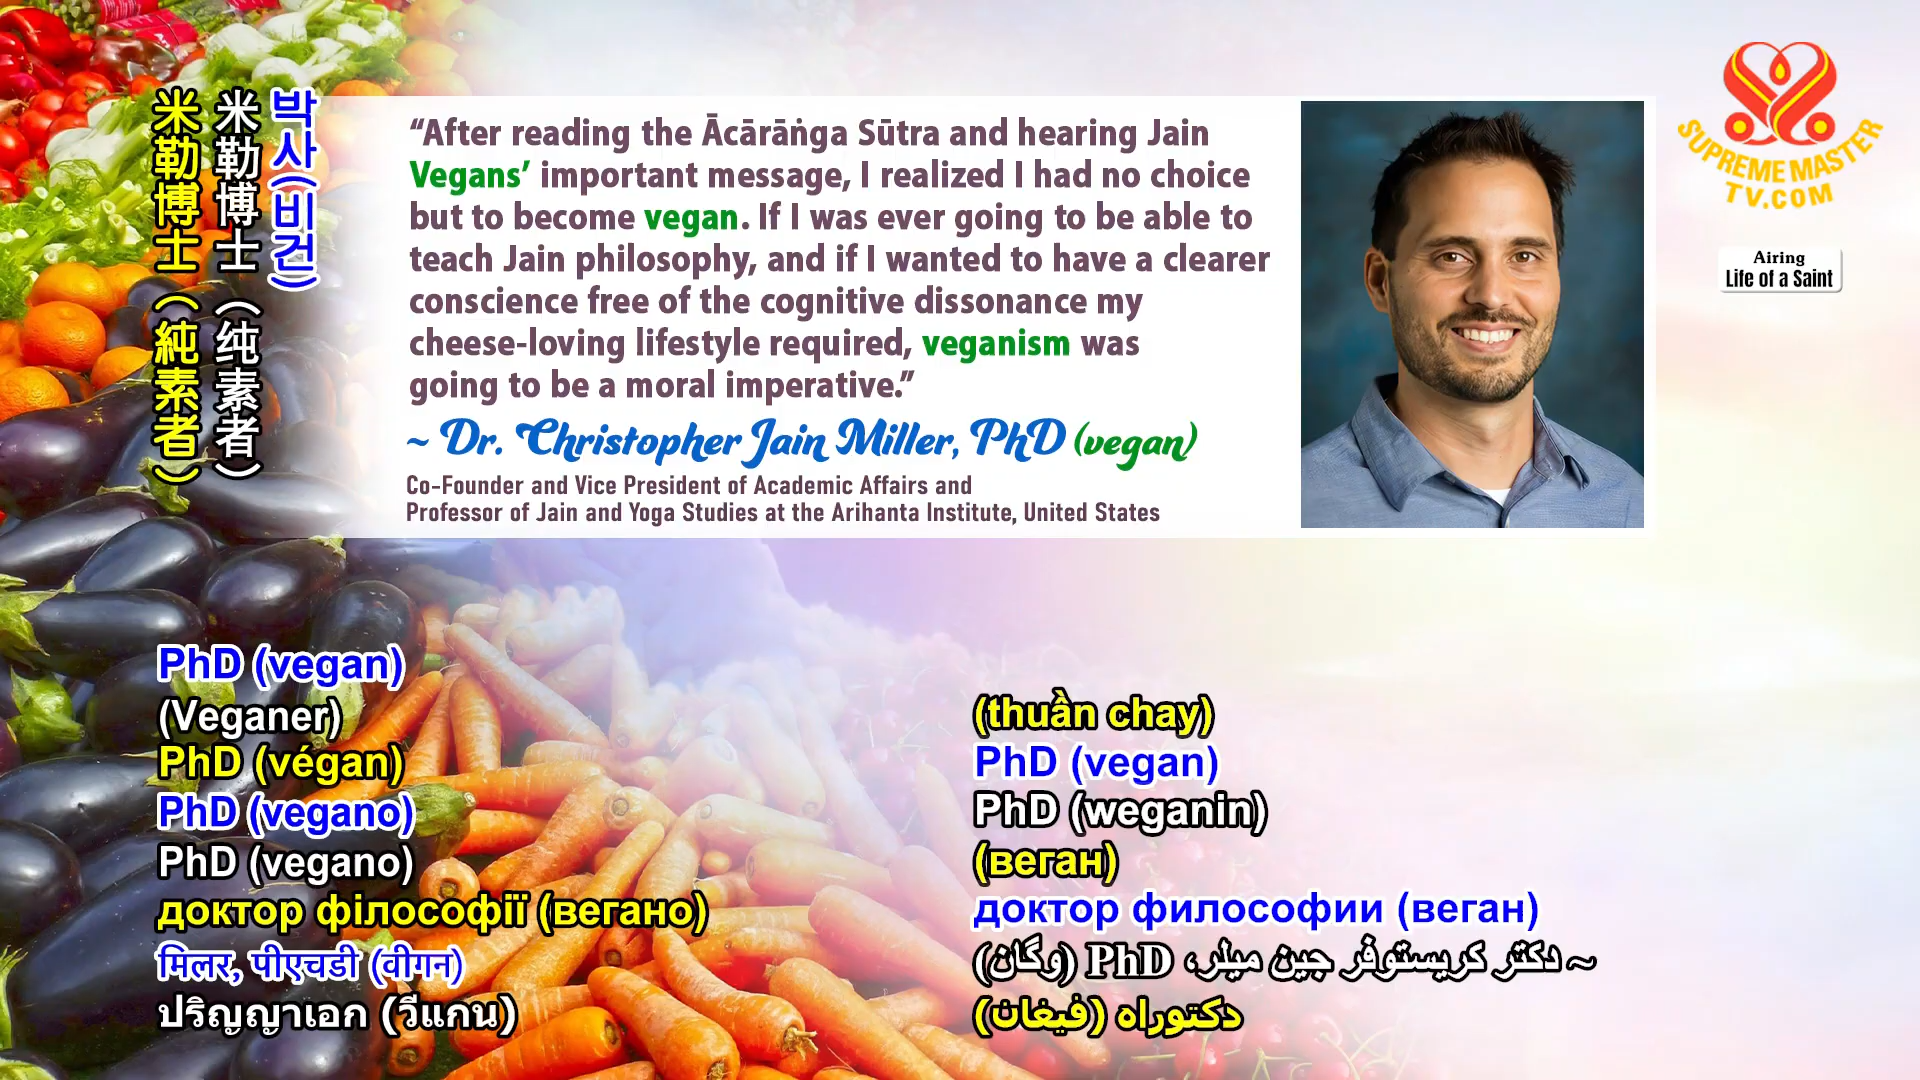 米勒博士（純素者）
米勒博士（纯素者）
박사(비건)
“After reading the Ācārāṅga Sūtra and hearing Jain
Vegans’ important message, I realized I had no choice
but to become vegan. If I was ever going to be able to
teach Jain philosophy, and if I wanted to have a clearer
conscience free of the cognitive dissonance my
cheese-loving lifestyle required, veganism was
going to be a moral imperative.”
~ Dr. Christopher Jain Miller, PhD (vegan)
Co-Founder and Vice President of Academic Affairs and
Professor of Jain and Yoga Studies at the Arihanta Institute, United States
SUPREME MASTER
TV.COM
Airing
Life of a Saint
PhD (vegan)
(Veganer)
PhD (végan)
PhD (vegano)
PhD (vegano)
доктор філософії (вегано)
मिलर, पीएचडी (वीगन)
ปริญญาเอก (วีแกน)
(thuần chay)
PhD (vegan)
PhD (weganin)
(веган)
доктор философии (веган)
~ دکتر کریستوفر جین میلر، PhD (وگان)
دكتوراه (فيغان)